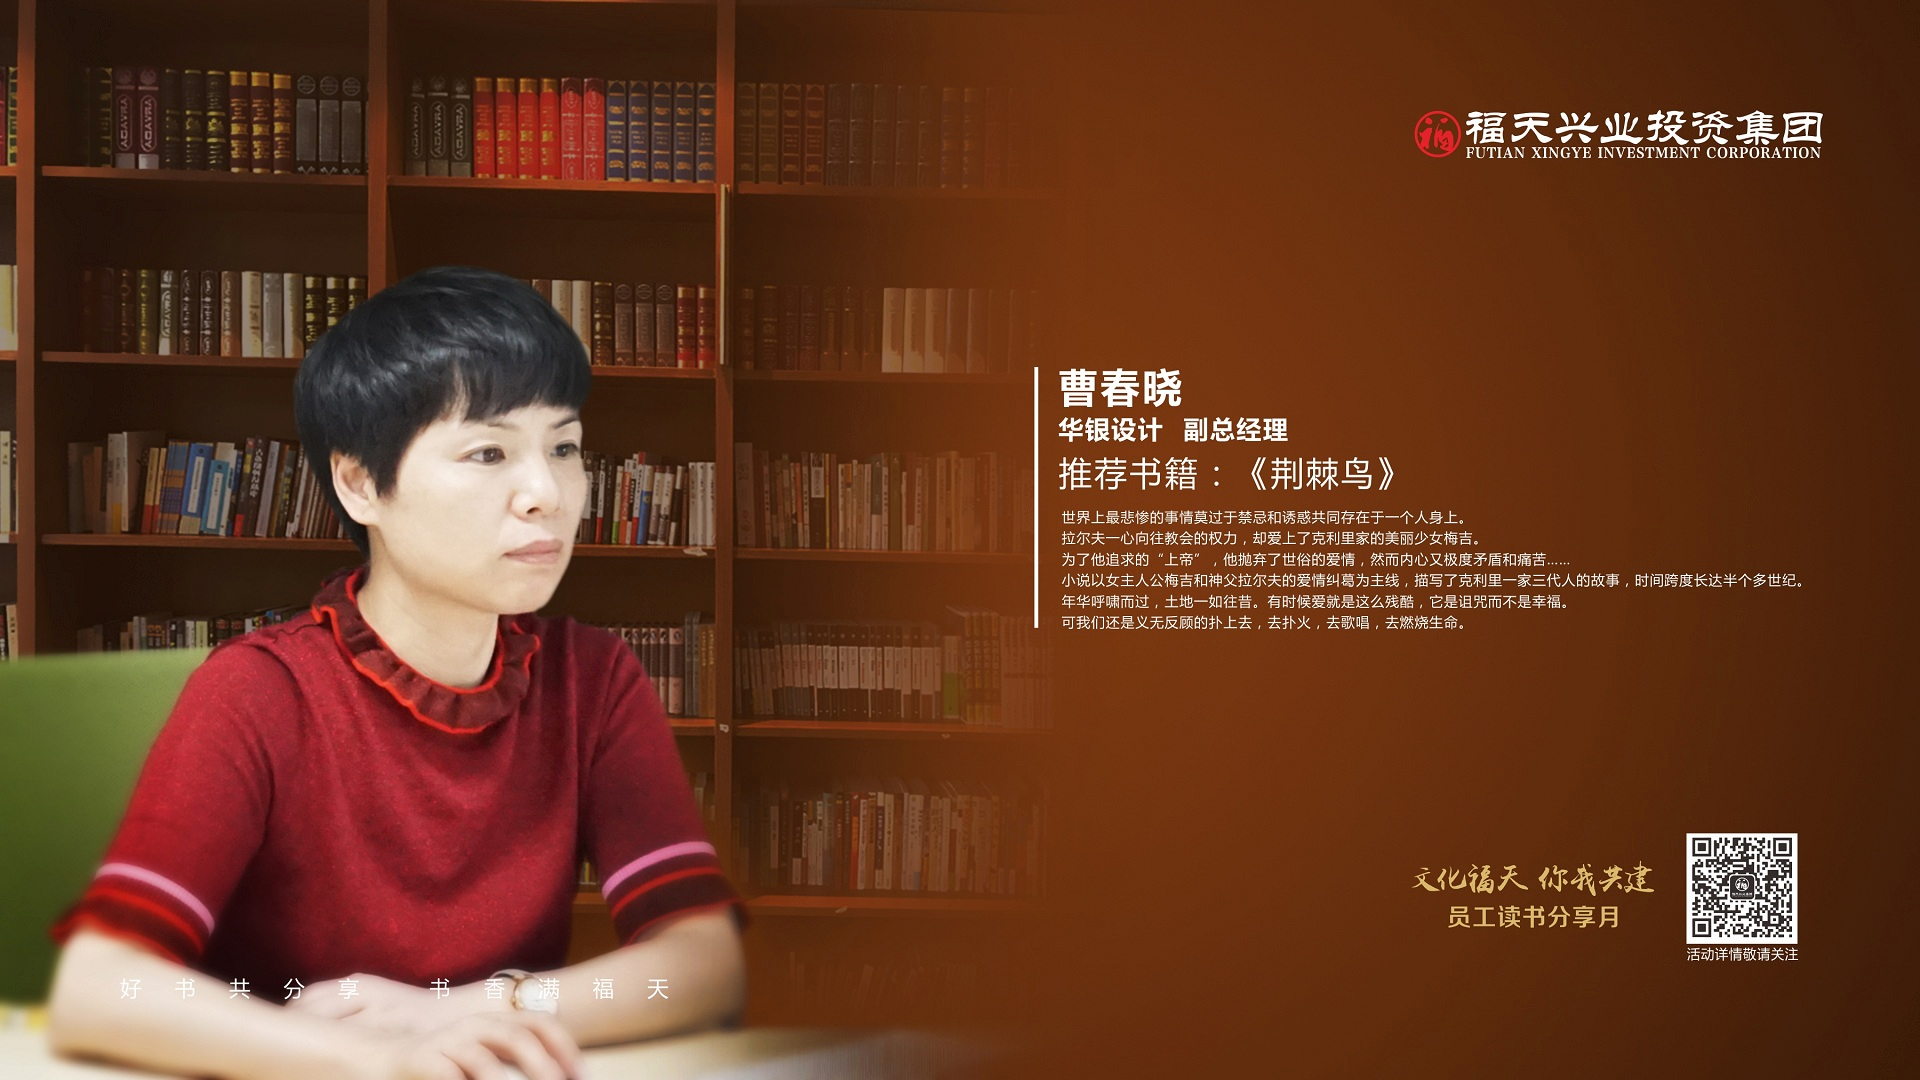 福天兴业投资集团
FUTIAN XINGYE INVESTMENT CORPORATION
曹春晓
华银设计 副总经理
推荐书籍：《荆棘鸟》
世界上最悲惨的事情莫过于禁忌和诱惑共同存在于一个人身上。
拉尔夫一心向往教会的权力，却爱上了克利里家的美丽少女梅吉。
为了他追求的“上帝”，他抛弃了世俗的爱情，然而内心又极度矛盾和痛苦......
小说以女主人公梅吉和神父拉尔夫的爱情纠葛为主线，描写了克利里一家三代人的故事，时间跨度长达半个多世纪。
年华呼啸而过，土地一如往昔。有时候爱就是这么残酷，它是诅咒而不是幸福。
可我们还是义无反顾的扑上去，去扑火，去歌唱，去燃烧生命。
文化福天 你我共建
员工读书分享月
活动详情敬请关注
好书共分享 书香满福天